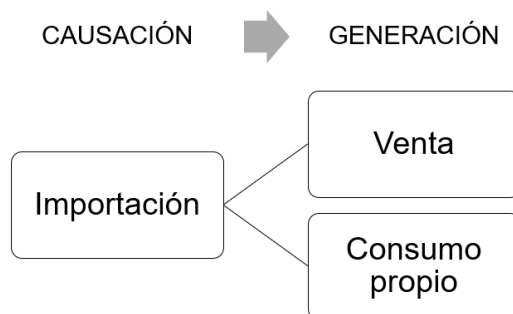 CAUSACIÓN
GENERACIÓN
Importación
Venta
Consumo
propio